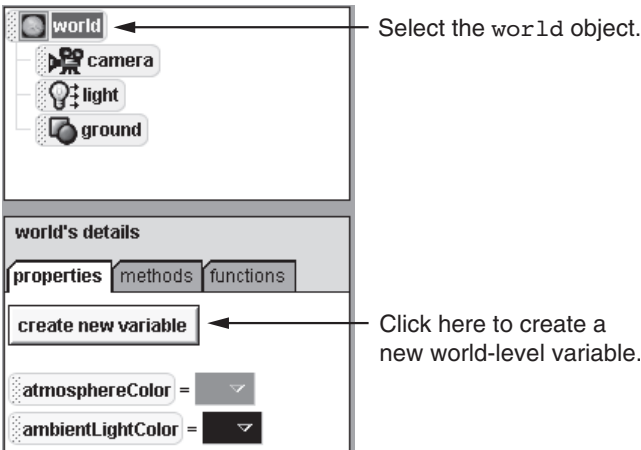 world
Select the world object.
camera
light
ground
world's details
properties methods functions
create new variable
Click here to create a
new world-level variable.
atmosphereColor =
ambientLightColor =